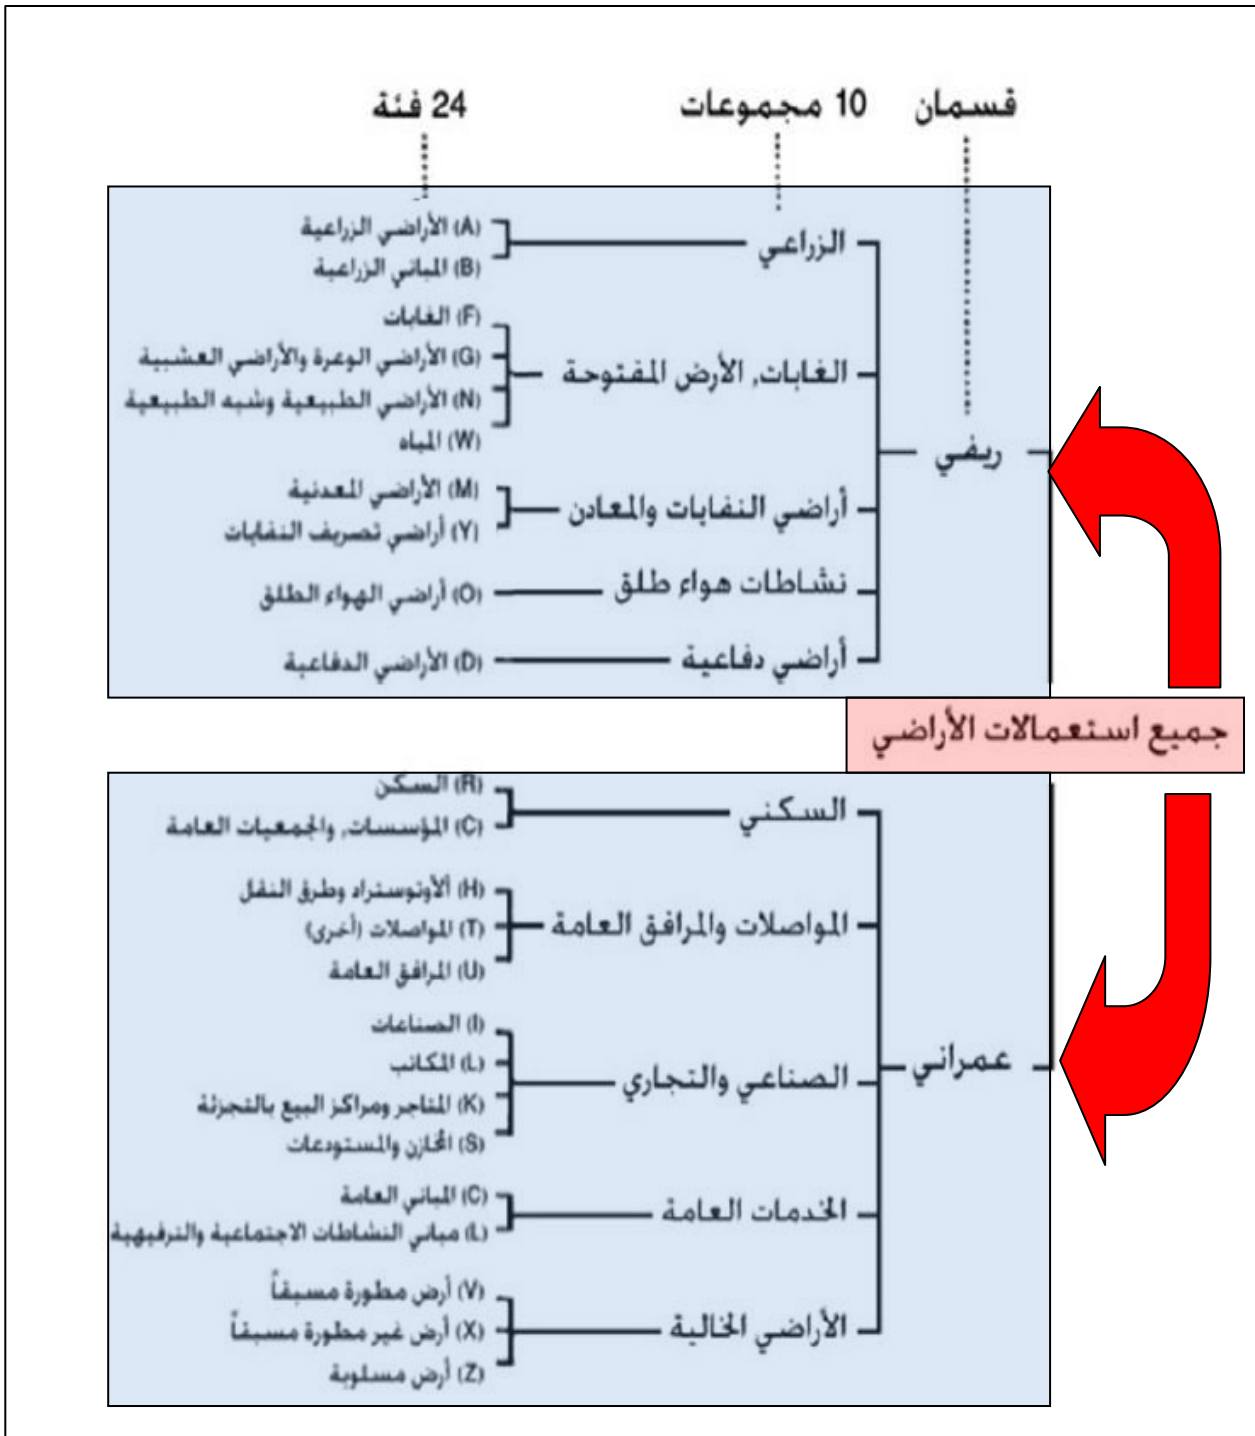 قسمان
10 مجموعات
24 فئة
جميع استعمالات الأراضي
ريفي
الزراعي
(A) الأراضي الزراعية
(B) المباني الزراعية
الغابات, الأرض المفتوحة
(F) الغابات
(G) الأراضي الوعرة والأراضي العشبية
(N) الأراضي الطبيعية وشبه الطبيعية
(W) المياه
أراضي النفايات والمعادن
(M) الأراضي المعدنية
(Y) أراضي تصريف النفايات
نشاطات هواء طلق
(O) أراضي الهواء الطلق
أراضي دفاعية
(D) الأراضي الدفاعية
عمراني
السكني
(R) السكن
(C) المؤسسات, والجمعيات العامة
المواصلات والمرافق العامة
(H) ألأوتوستراد وطرق النقل
(T) المواصلات (أخرى)
(U) المرافق العامة
الصناعي والتجاري
(I) الصناعات
(L) المكاتب
(K) المتاجر ومراكز البيع بالتجزئة
(S) المخازن والمستودعات
الخدمات العامة
(C) المباني العامة
(L) مباني النشاطات الاجتماعية والترفيهية
الأراضي الخالية
(V) أرض مطورة مسبقاً
(X) أرض غير مطورة مسبقاً
(Z) أرض مسلوبة